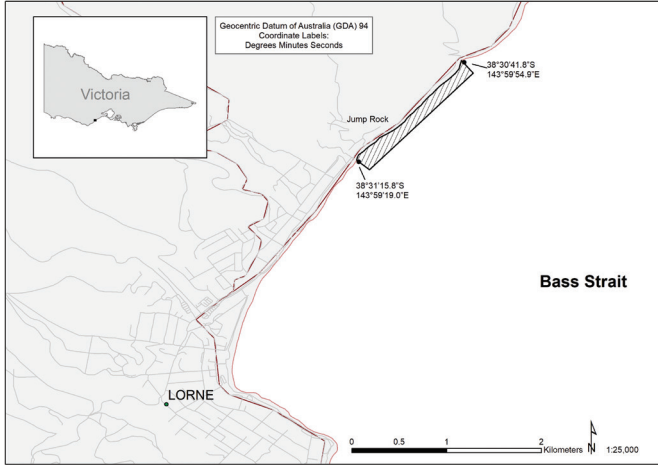 Geocentric Datum of Australia (GDA) 94
Coordinate Labels:
Degrees Minutes Seconds
Victoria
38°30'41.8"S
143°59'54.9"E
Jump Rock
38°31'15.8"S
143°59'19.0"E
Bass Strait
LORNE
0 0.5 1 2
Kilometers
N
1:25,000